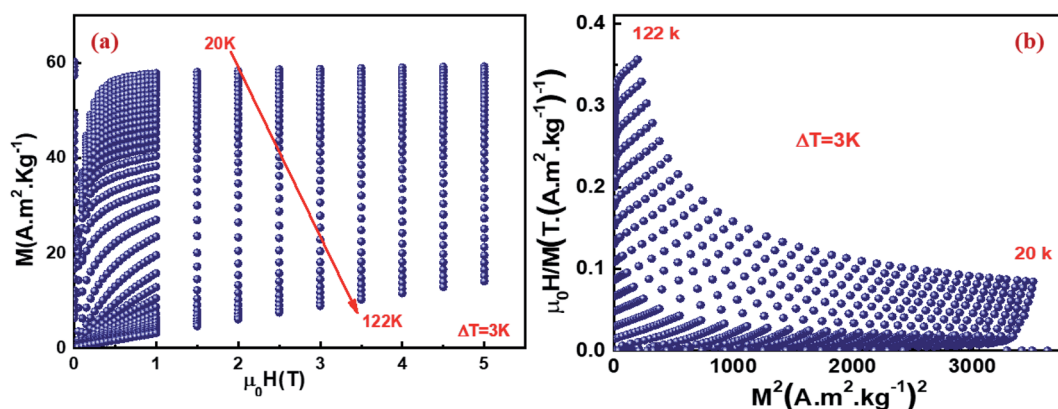 (a)
20K
122K
ΔT=3K
M(A.m².Kg⁻¹)
60
40
20
0
0 1 2 3 4 5
μ₀H(T)
(b)
122 k
ΔT=3K
20 k
μ₀H/M(T.(A.m².kg⁻¹)⁻¹)
0.4
0.3
0.2
0.1
0.0
0 1000 2000 3000
M²(A.m².kg⁻¹)²